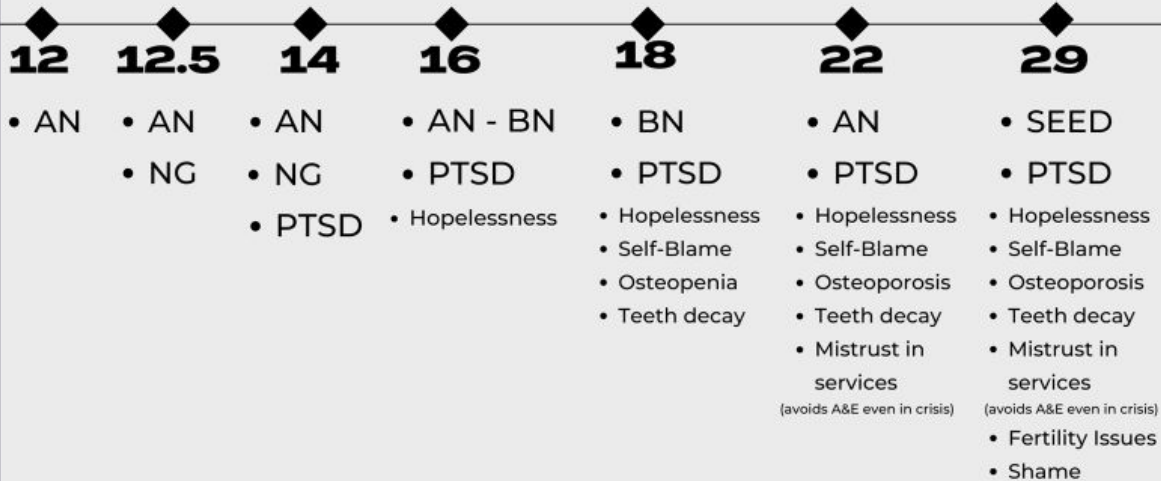 12
• AN
12.5
• AN
• NG
14
• AN
• NG
• PTSD
16
• AN - BN
• PTSD
• Hopelessness
18
• BN
• PTSD
• Hopelessness
• Self-Blame
• Osteopenia
• Teeth decay
22
• AN
• PTSD
• Hopelessness
• Self-Blame
• Osteoporosis
• Teeth decay
• Mistrust in
services
(avoids A&E even in crisis)
29
• SEED
• PTSD
• Hopelessness
• Self-Blame
• Osteoporosis
• Teeth decay
• Mistrust in
services
(avoids A&E even in crisis)
• Fertility Issues
• Shame